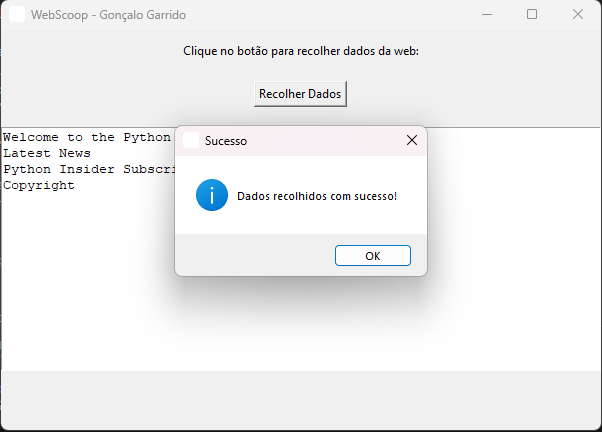 WebScoop - Gonçalo Garrido
Clique no botão para recolher dados da web:
Recolher Dados
Welcome to the Python
Latest News
Python Insider Subscri
Copyright
Sucesso
Dados recolhidos com sucesso!
OK